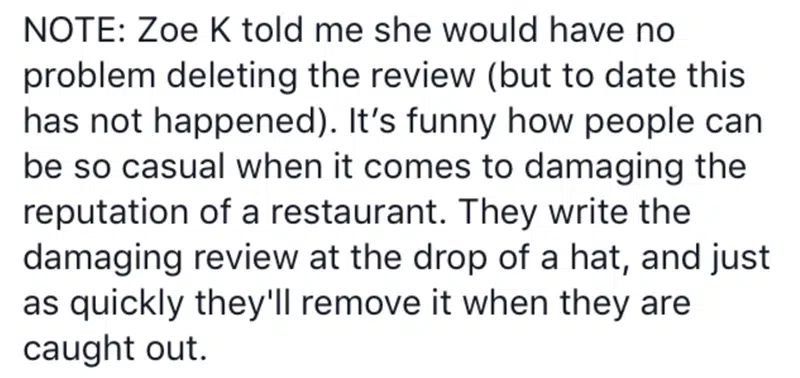 NOTE: Zoe K told me she would have no
problem deleting the review (but to date this
has not happened). It’s funny how people can
be so casual when it comes to damaging the
reputation of a restaurant. They write the
damaging review at the drop of a hat, and just
as quickly they'll remove it when they are
caught out.